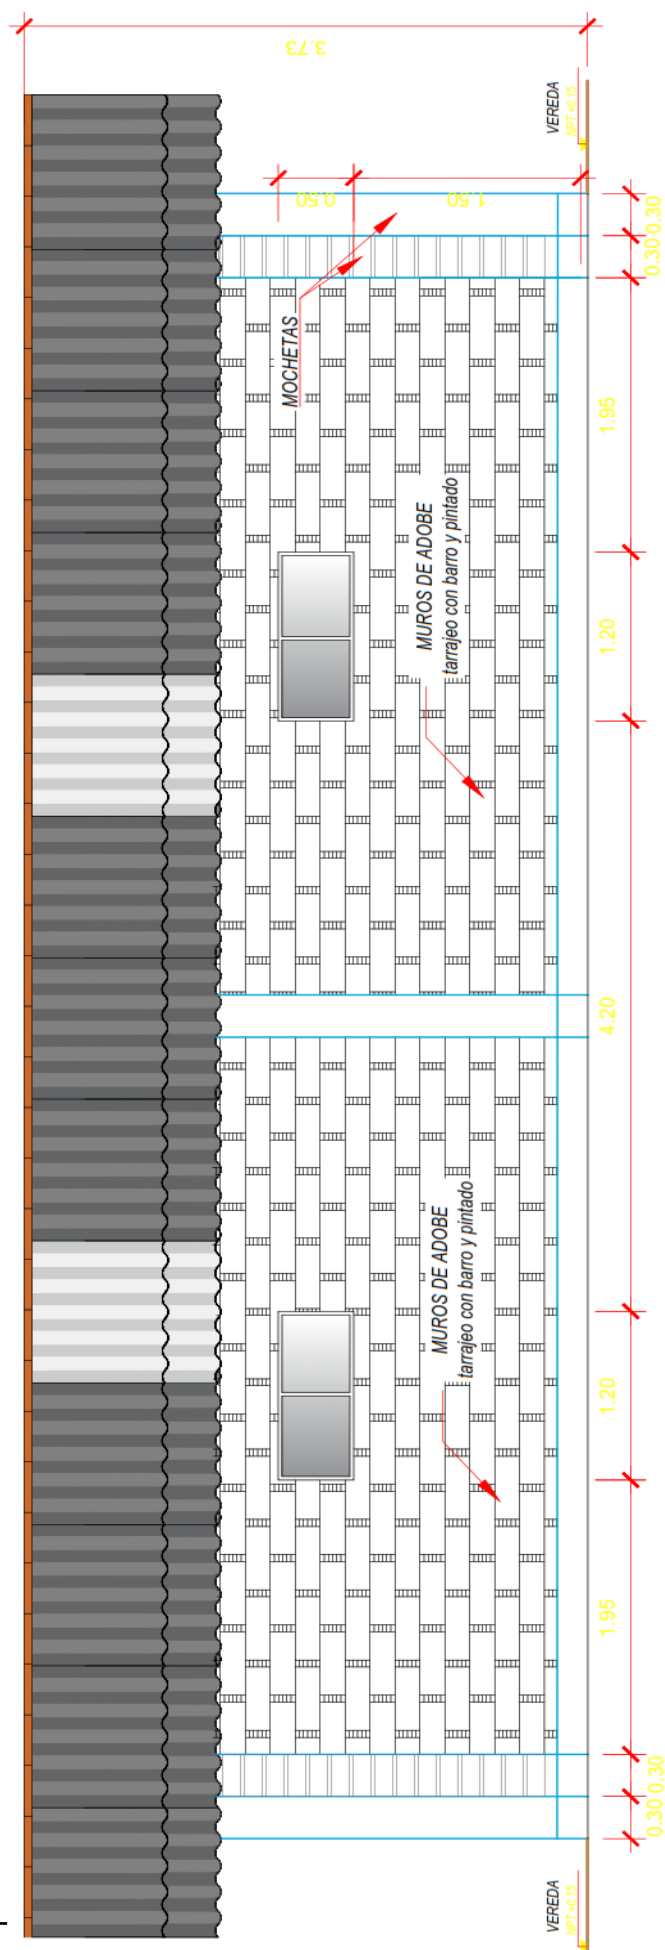 3.73
VEREDA
NPT +0.15
0.50
1.50
MOCHETAS
0.30
0.30
1.95
MUROS DE ADOBE
tarrajeo con barro y pintado
1.20
4.20
MUROS DE ADOBE
tarrajeo con barro y pintado
1.20
1.95
0.30
0.30
VEREDA
NPT +0.15